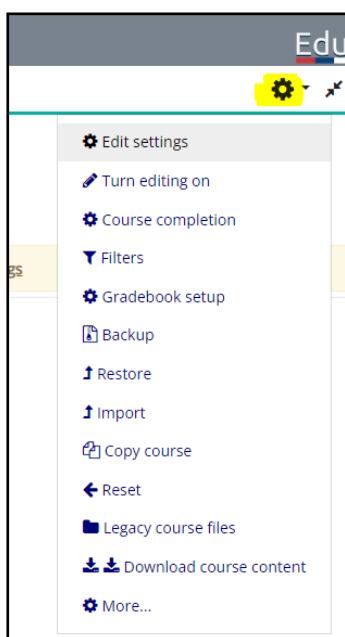 Edu
Edit settings
Turn editing on
Course completion
Filters
gs
Gradebook setup
Backup
Restore
Import
Copy course
Reset
Legacy course files
Download course content
More...